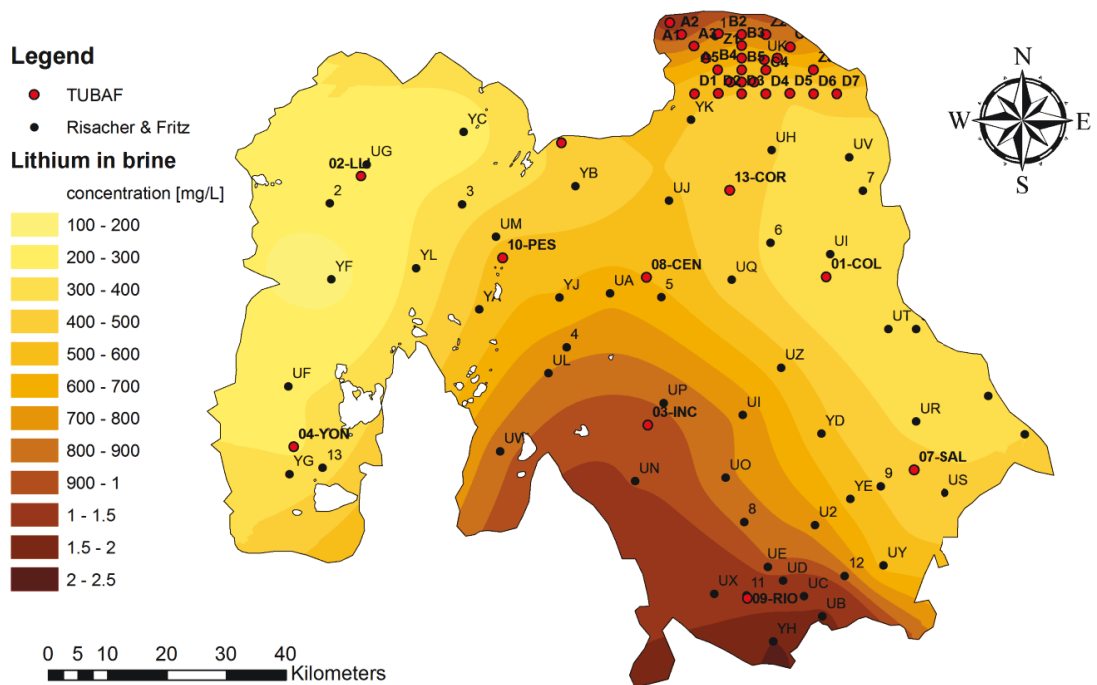 Legend
TUBAF
Risacher & Fritz
Lithium in brine
concentration [mg/L]
100 - 200
200 - 300
300 - 400
400 - 500
500 - 600
600 - 700
700 - 800
800 - 900
900 - 1
1 - 1.5
1.5 - 2
2 - 2.5
0 5 10 20 30 40
Kilometers
N
W E
S
A2 1 B2
A1 A3 Z1 B3
UK
B4 B5
D1 D4 D5 D6 D7
YC YK
UG UH UV
02-LLI
YB 13-COR 7
2 3 UJ
UM 6
10-PES UI
YF YL 08-CEN UQ 01-COL
YJ UA 5
YA
4 UT
UL UZ
UF
UP UI UR
03-INC YD
04-YON
YG 13 UW
UN UO 07-SAL
YE 9 US
8 U2
UE UY
UD 12
UX 11 UC
09-RIO
UB
YH